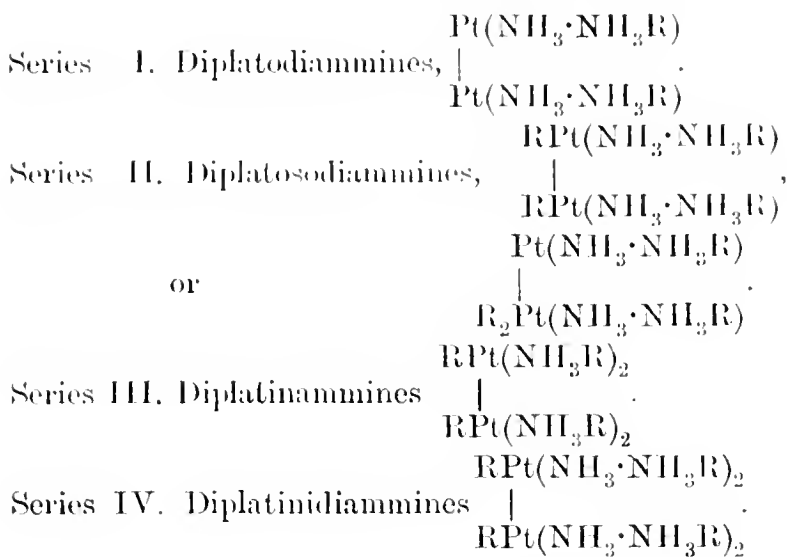 Pt(NH₃·NH₃R)
Series I. Diplatodiammines, | .
Pt(NH₃·NH₃R)
RPt(NH₃·NH₃R)
Series II. Diplatosodiammines, | ,
RPt(NH₃·NH₃R)
Pt(NH₃·NH₃R)
or | .
R₂Pt(NH₃·NH₃R)
RPt(NH₃R)₂
Series III. Diplatinammines | .
RPt(NH₃R)₂
RPt(NH₃·NH₃R)₂
Series IV. Diplatinidiammines | .
RPt(NH₃·NH₃R)₂